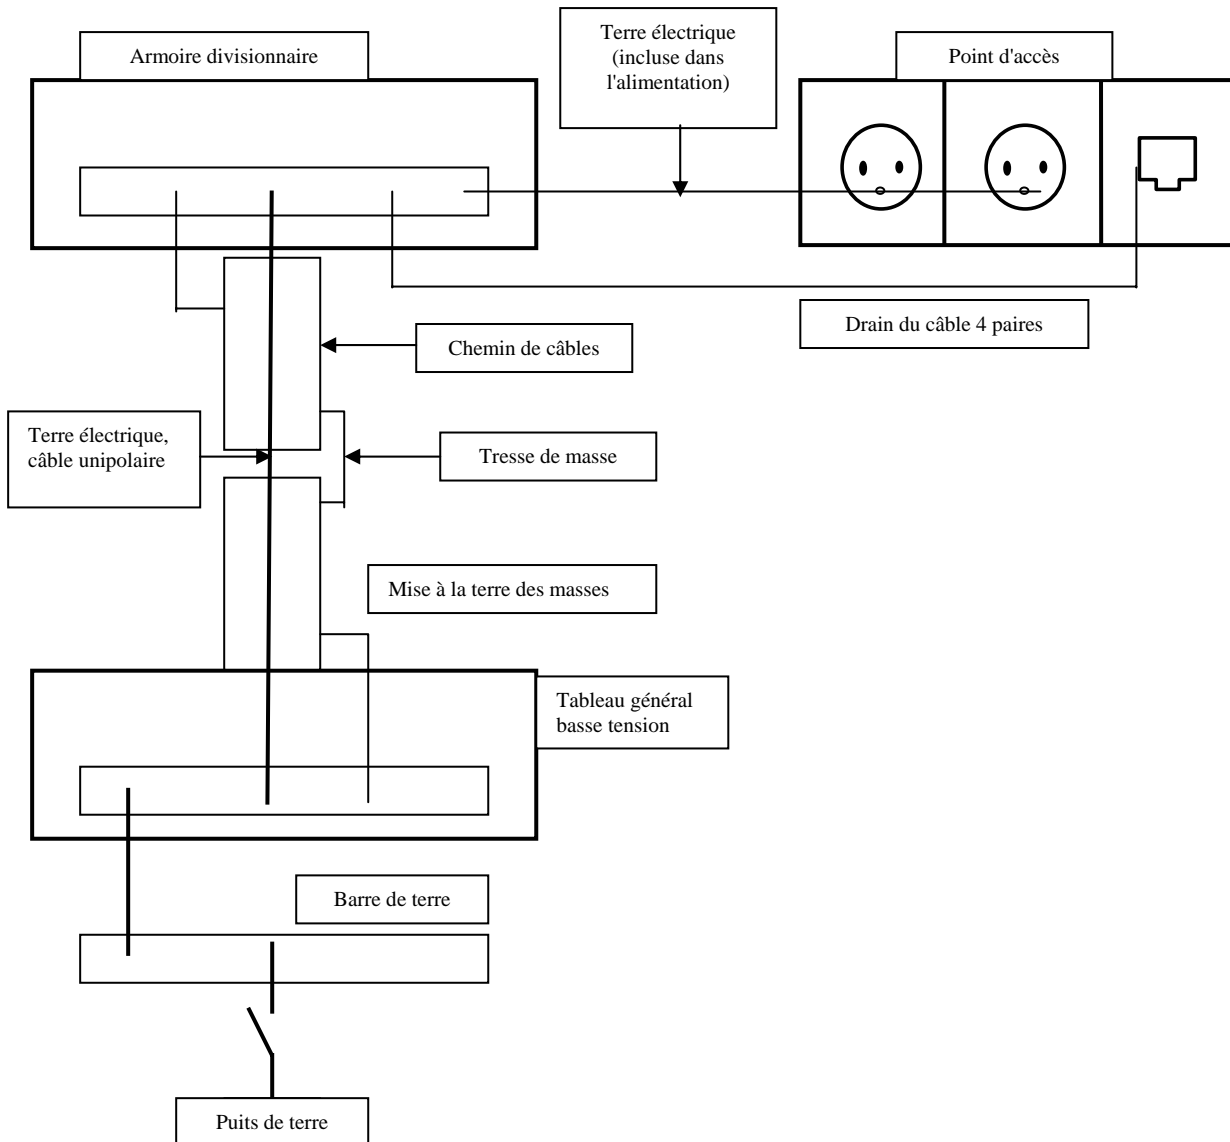 Armoire divisionnaire
Terre électrique
(incluse dans
l'alimentation)
Point d'accès
Drain du câble 4 paires
Chemin de câbles
Terre électrique,
câble unipolaire
Tresse de masse
Mise à la terre des masses
Tableau général
basse tension
Barre de terre
Puits de terre